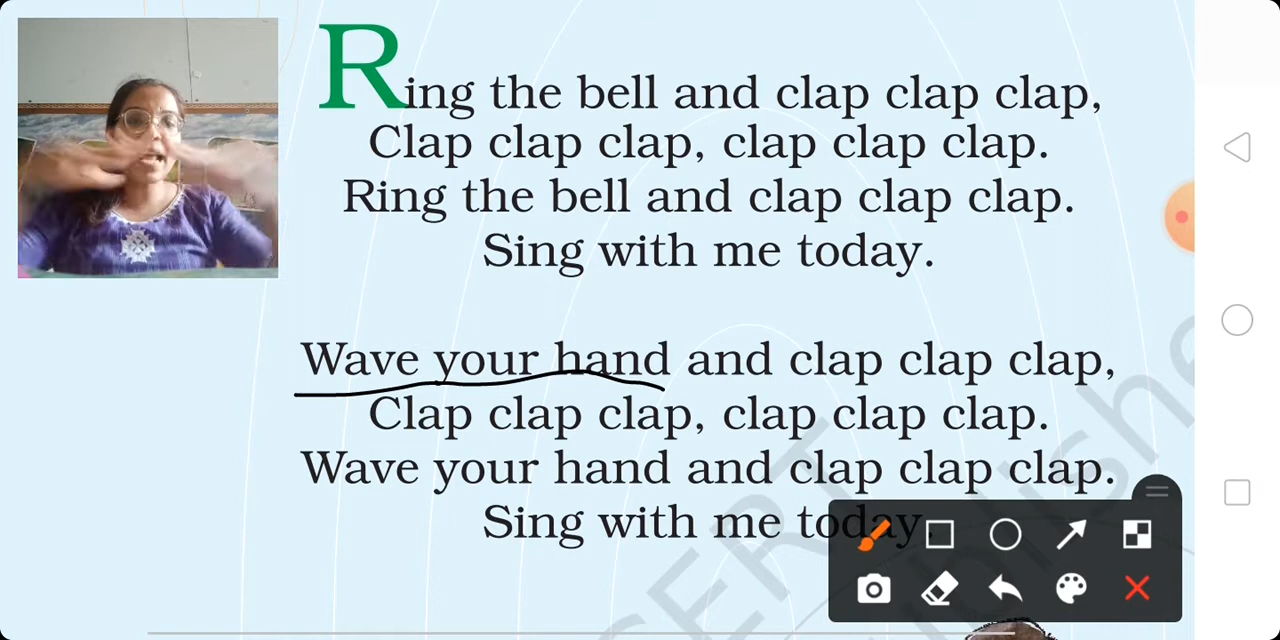 Ring the bell and clap clap clap,
Clap clap clap, clap clap clap.
Ring the bell and clap clap clap.
Sing with me today.
Wave your hand and clap clap clap,
Clap clap clap, clap clap clap.
Wave your hand and clap clap clap.
Sing with me today.